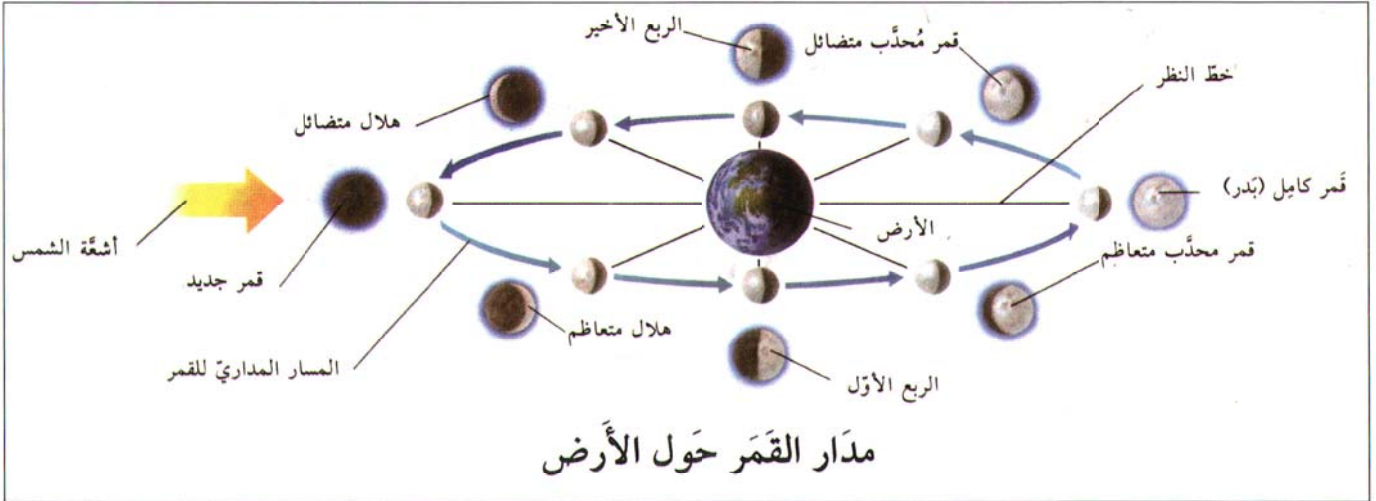 الربع الأخير
قمر مُحدَّب متضائل
خطّ النظر
هلال متضائل
قَمر كامِل (بَدر)
الأرض
أشعَّة الشمس
قمر جديد
قمر محدَّب متعاظم
هلال متعاظم
المسار المداريّ للقمر
الربع الأوّل
مدَار القَمَر حَول الأَرض